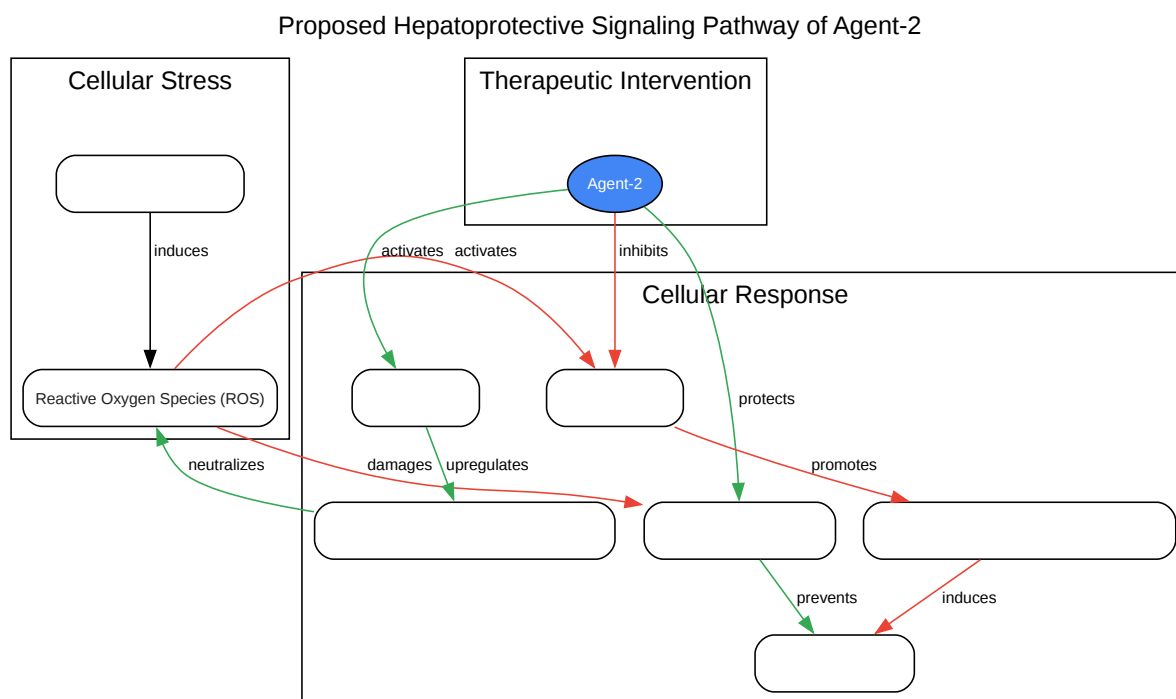 Proposed Hepatoprotective Signaling Pathway of Agent-2
Cellular Stress
Therapeutic Intervention
Agent-2
induces
activates
activates
inhibits
Cellular Response
Reactive Oxygen Species (ROS)
protects
neutralizes
damages
upregulates
promotes
prevents
induces